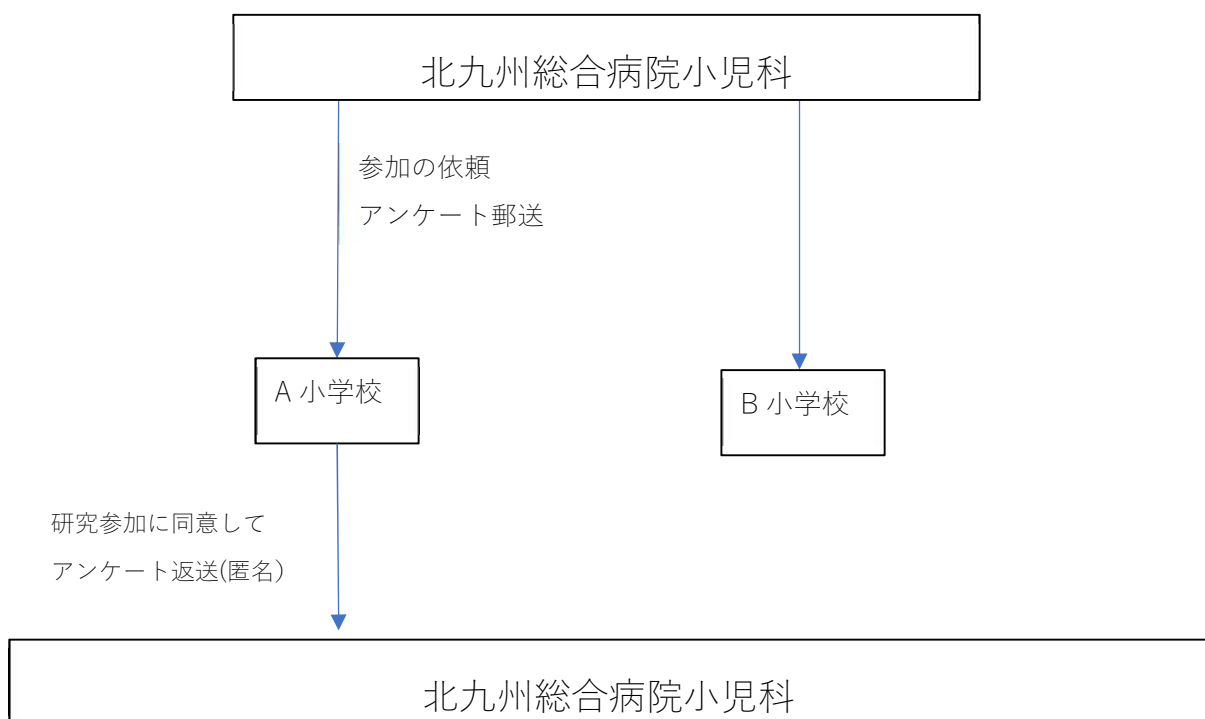 北九州総合病院小児科
参加の依頼
アンケート郵送
A 小学校
B 小学校
研究参加に同意して
アンケート返送(匿名)
北九州総合病院小児科